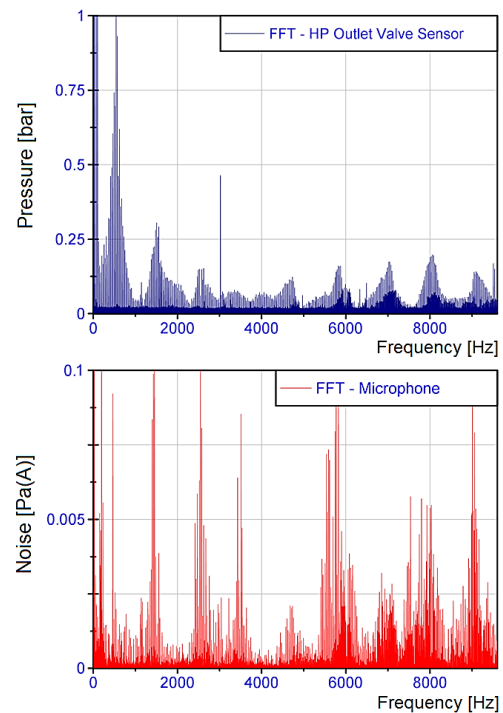 FFT - HP Outlet Valve Sensor
1
0.75
0.5
0.25
0
Pressure [bar]
0 2000 4000 6000 8000
Frequency [Hz]
FFT - Microphone
0.1
0.005
0
Noise [Pa(A)]
0 2000 4000 6000 8000
Frequency [Hz]